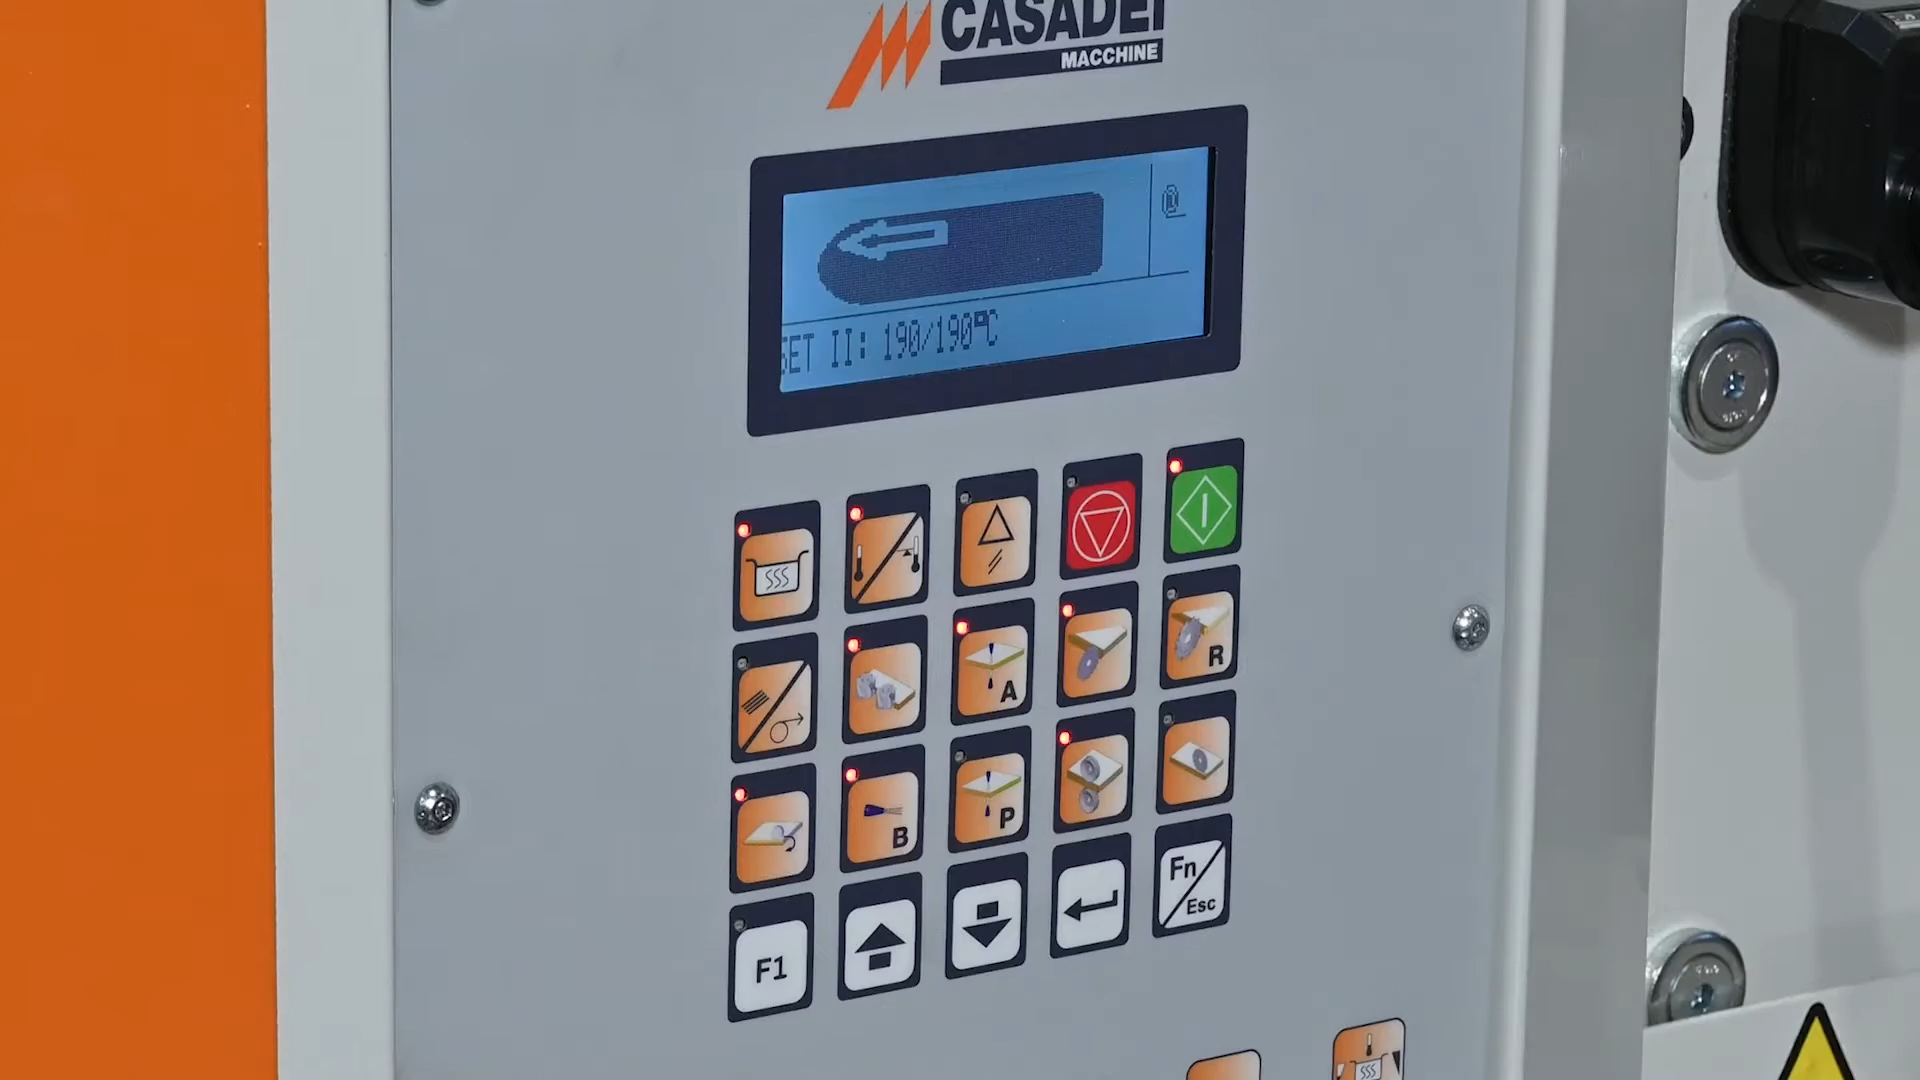 CASADEI
MACCHINE
SET II: 190/190°C
R
A
B
P
Fn
Esc
F1